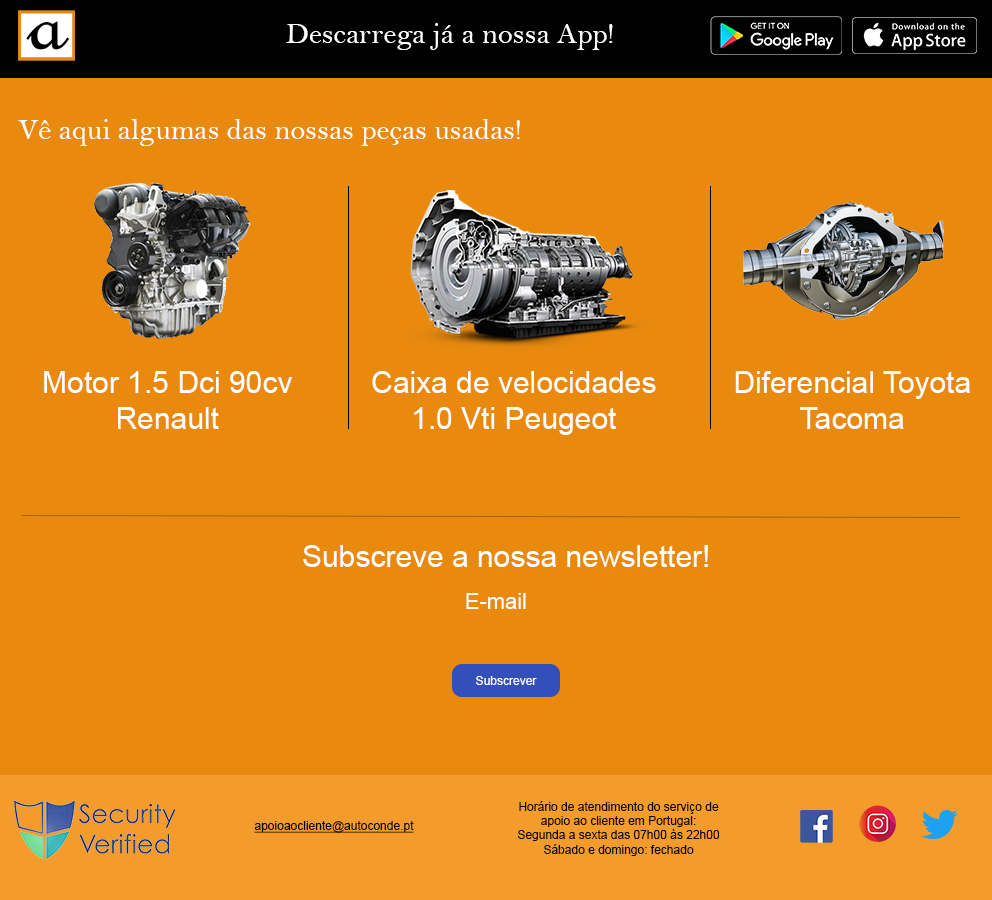 a
Descarrega já a nossa App!
GET IT ON
Google Play
Download on the
App Store
Vê aqui algumas das nossas peças usadas!
Motor 1.5 Dci 90cv
Renault
Caixa de velocidades
1.0 Vti Peugeot
Diferencial Toyota
Tacoma
Subscreve a nossa newsletter!
E-mail
Subscrever
Security
Verified
apoioaocliente@autoconde.pt
Horário de atendimento do serviço de
apoio ao cliente em Portugal:
Segunda a sexta das 07h00 às 22h00
Sábado e domingo: fechado